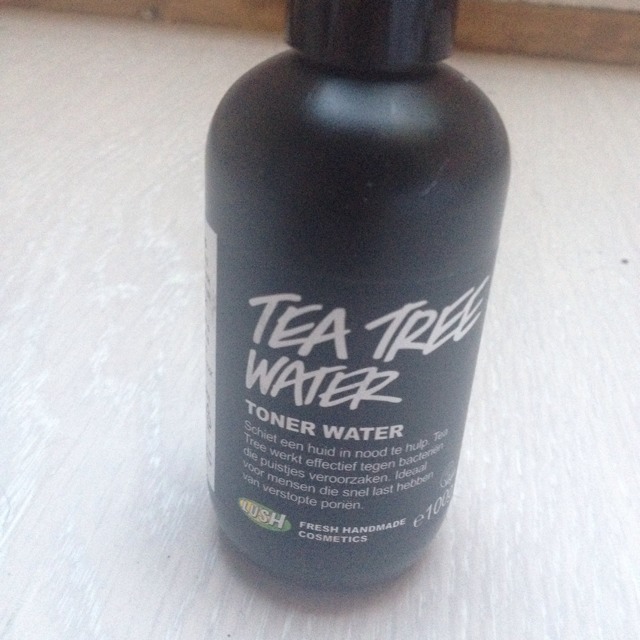 TEA TREE
WATER
TONER WATER
Schiet een huid in nood te hulp. Tea
Tree werkt effectief tegen bacteriën
die puistjes veroorzaken. Ideaal
voor mensen die snel last hebben
van verstopte poriën.
LUSH
FRESH HANDMADE
COSMETICS
℮100g